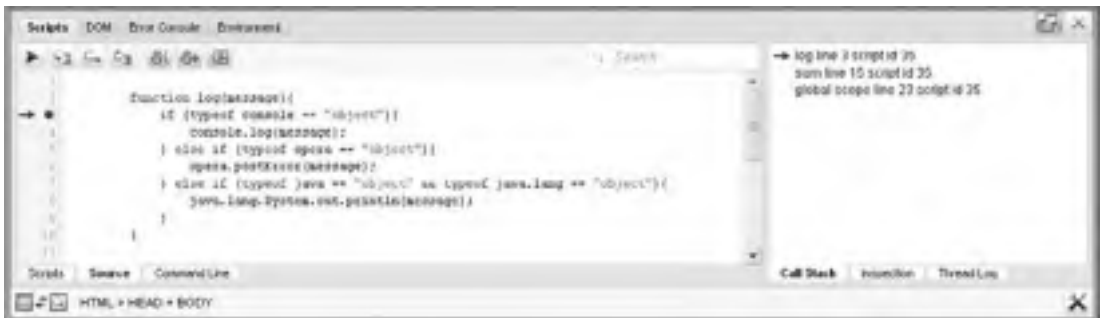 Scripts DOM Error Console Environment
Search
function log(message){
if (typeof console == "object"){
console.log(message);
} else if (typeof opera == "object"){
opera.postError(message);
} else if (typeof java == "object" && typeof java.lang == "object"){
java.lang.System.out.println(message);
}
}
Scripts Source Command Line
log line 3 script id 35
sum line 15 script id 35
global scope line 23 script id 35
Call Stack Inspection Thread Log
HTML > HEAD + BODY